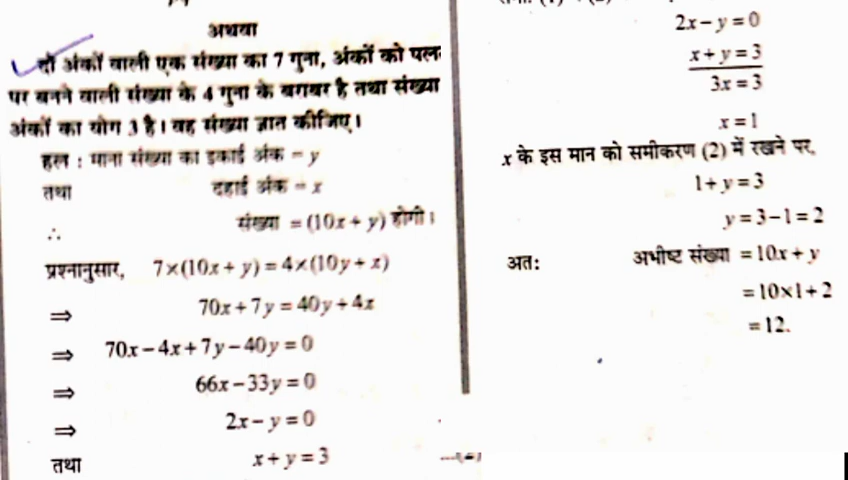 अथवा
दो अंकों वाली एक संख्या का 7 गुना, अंकों को पल
पर बनने वाली संख्या के 4 गुना के बराबर है तथा संख्या
अंकों का योग 3 है। वह संख्या ज्ञात कीजिए।
हल : माना संख्या का इकाई अंक = y
तथा दहाई अंक = x
∴ संख्या = (10x + y) होगी।
प्रश्नानुसार, 7×(10x + y) = 4×(10y + x)
⇒ 70x + 7y = 40y + 4x
⇒ 70x – 4x + 7y – 40y = 0
⇒ 66x – 33y = 0
⇒ 2x – y = 0
तथा x + y = 3 ...(2)
2x – y = 0
x + y = 3
3x = 3
x = 1
x के इस मान को समीकरण (2) में रखने पर,
1 + y = 3
y = 3 – 1 = 2
अतः अभीष्ट संख्या = 10x + y
= 10×1 + 2
= 12.